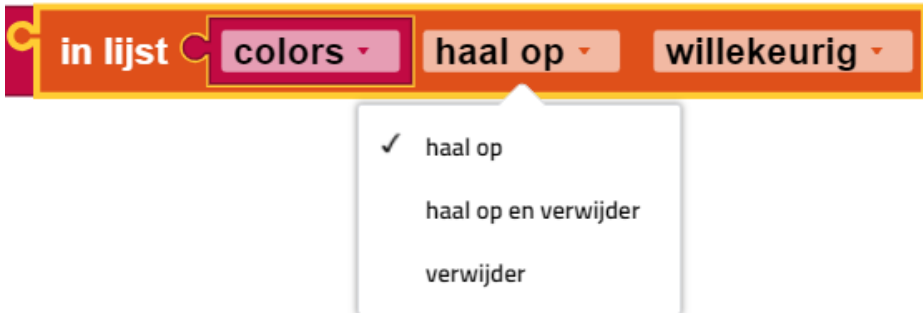 in lijst colors haal op willekeurig
✓ haal op
haal op en verwijder
verwijder